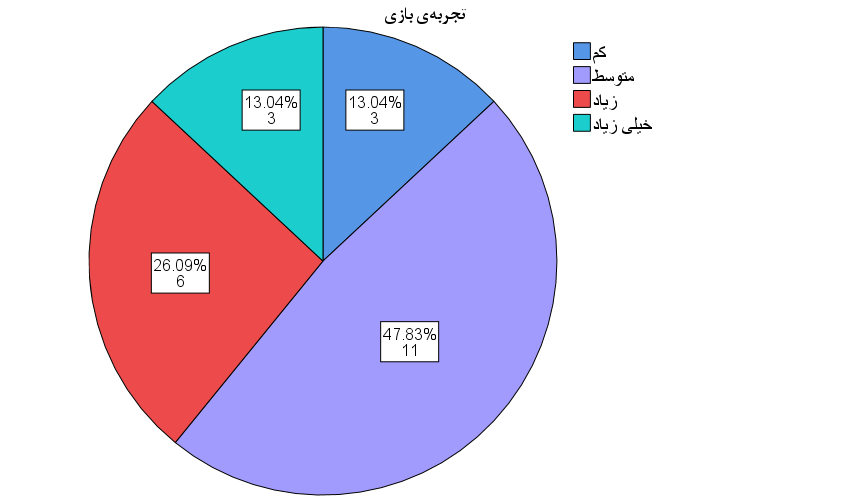 تجربه‌ی بازی
کم
متوسط
زیاد
خیلی زیاد
13.04%
3
13.04%
3
26.09%
6
47.83%
11